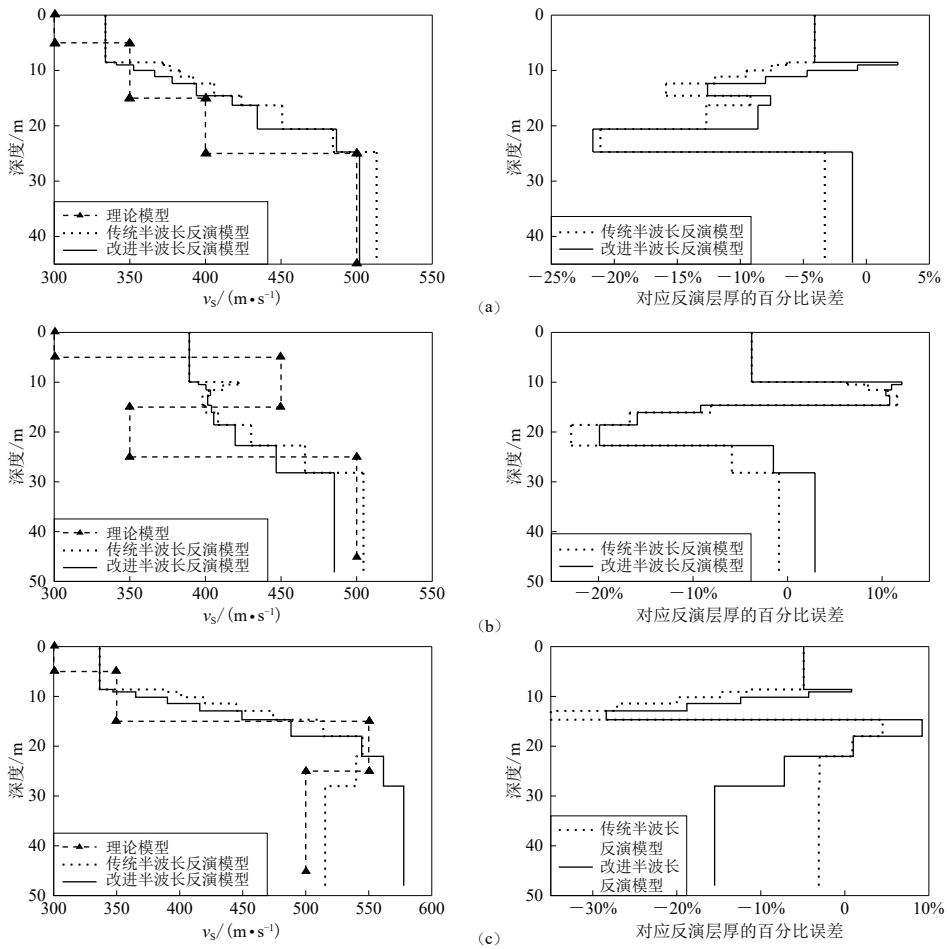 0
10
20
30
40
深度/m
理论模型
传统半波长反演模型
改进半波长反演模型
300 350 400 450 500 550
vS/(m•s⁻¹)
0
10
20
30
40
深度/m
传统半波长反演模型
改进半波长反演模型
−25% −20% −15% −10% −5% 0 5%
对应反演层厚的百分比误差
（a）
0
10
20
30
40
50
深度/m
理论模型
传统半波长反演模型
改进半波长反演模型
300 350 400 450 500 550
vS/(m•s⁻¹)
0
10
20
30
40
50
深度/m
传统半波长反演模型
改进半波长反演模型
−20% −10% 0 10%
对应反演层厚的百分比误差
（b）
0
10
20
30
40
50
深度/m
理论模型
传统半波长反演模型
改进半波长反演模型
300 350 400 450 500 550 600
vS/(m•s⁻¹)
0
10
20
30
40
50
深度/m
传统半波长
反演模型
改进半波长
反演模型
−30% −20% −10% 0 10%
对应反演层厚的百分比误差
（c）